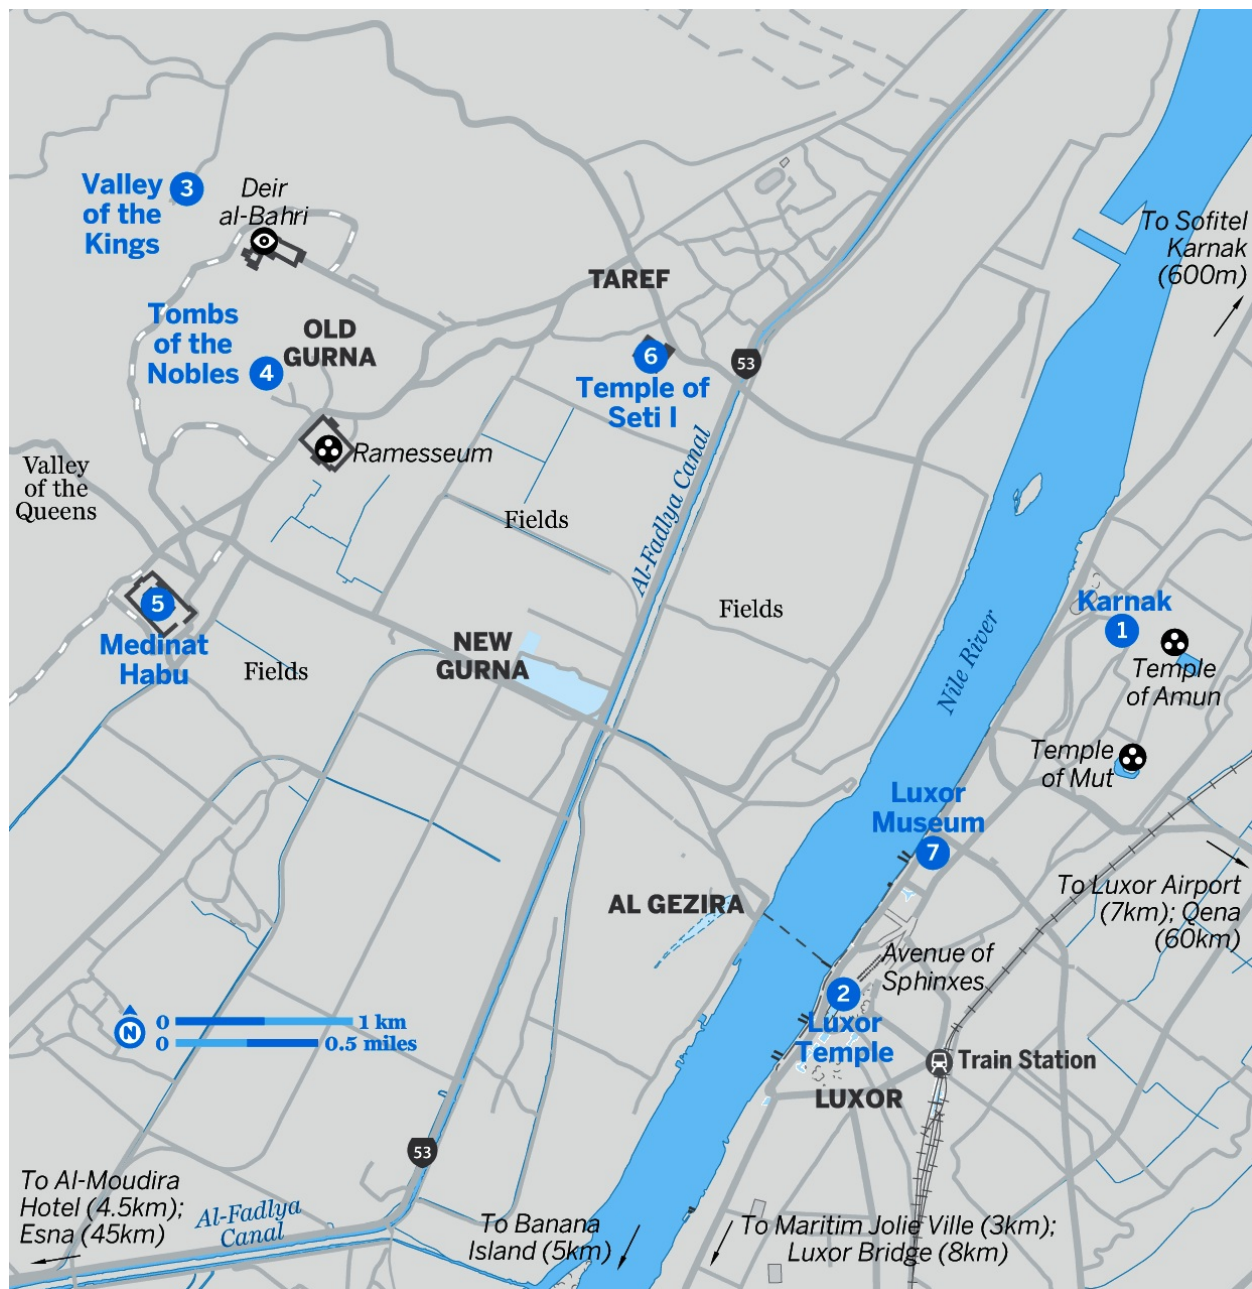 To Sofitel
Karnak
(600m)
Valley
of the
Kings
3
Deir
al-Bahri
TAREF
Tombs
of the
Nobles
4
OLD
GURNA
6
Temple of
Seti I
53
Ramesseum
Valley
of the
Queens
Fields
Al-Fadlya Canal
5
Medinat
Habu
Fields
NEW
GURNA
Fields
Nile River
Karnak
1
Temple
of Amun
Temple
of Mut
Luxor
Museum
7
To Luxor Airport
(7km); Qena
(60km)
AL GEZIRA
Avenue of
Sphinxes
2
Luxor
Temple
LUXOR
Train Station
N
0 1 km
0 0.5 miles
53
To Al-Moudira
Hotel (4.5km);
Esna (45km)
Al-Fadlya
Canal
To Banana
Island (5km)
To Maritim Jolie Ville (3km);
Luxor Bridge (8km)